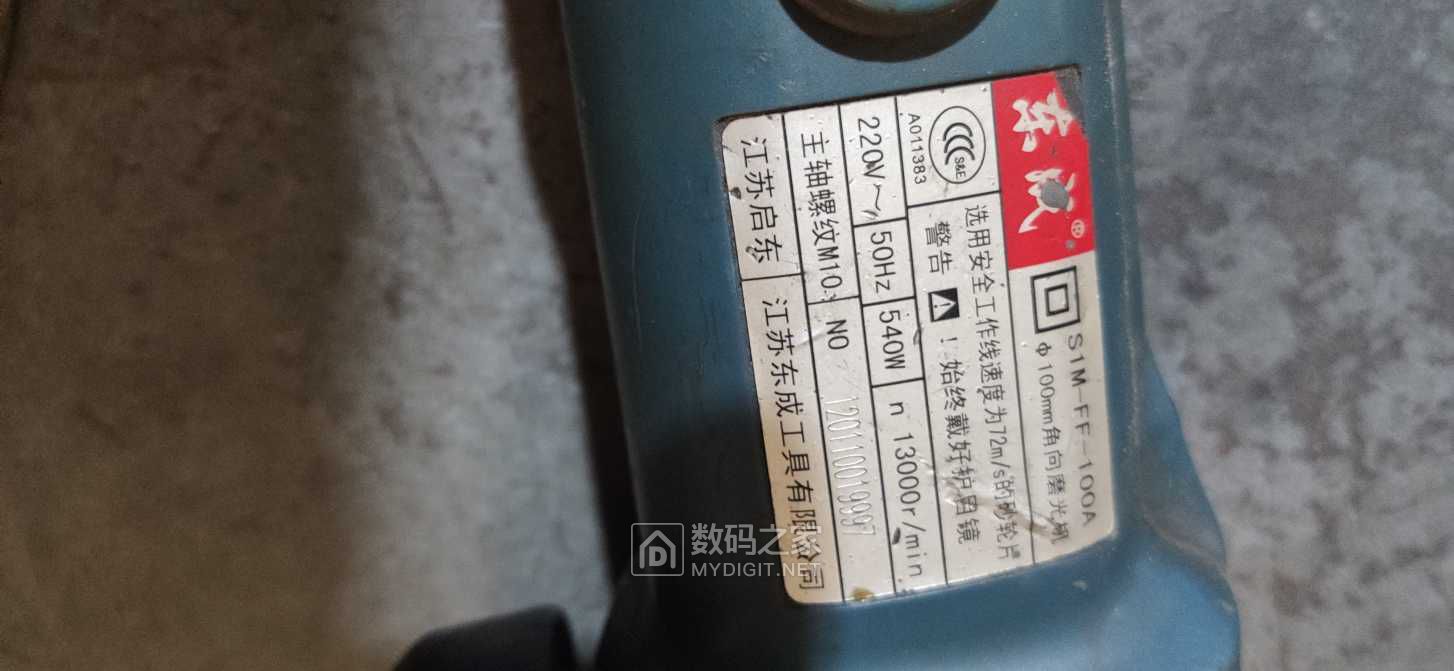 东成®
S1M-FF-100A
Φ100mm角向磨光机
S&E
A011383
选用安全工作线速度为72m/s的砂轮片
警告 ! ! 始终戴好护目镜
220V~ 50Hz 540W n 13000r/min
主轴螺纹M10 NO 120110019997
江苏启东 江苏东成工具有限公司
数码之家
MYDIGIT.NET